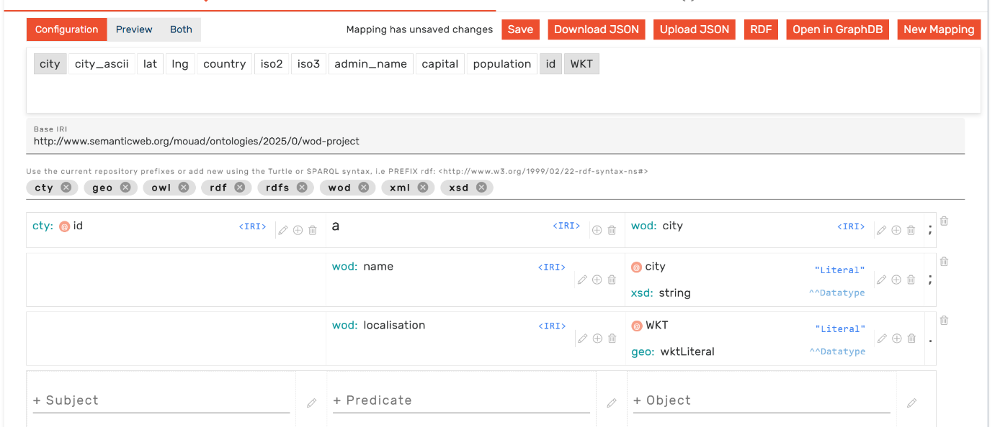 Configuration Preview Both Mapping has unsaved changes Save Download JSON Upload JSON RDF Open in GraphDB New Mapping
city city_ascii lat lng country iso2 iso3 admin_name capital population id WKT
Base IRI
http://www.semanticweb.org/mouad/ontologies/2025/0/wod-project
Use the current repository prefixes or add new using the Turtle or SPARQL syntax, i.e PREFIX rdf: <http://www.w3.org/1999/02/22-rdf-syntax-ns#>
cty geo owl rdf rdfs wod xml xsd
cty: @ id <IRI> a <IRI> wod: city <IRI> ;
wod: name <IRI> @ city "Literal" ;
xsd: string ^^Datatype
wod: localisation <IRI> @ WKT "Literal" .
geo: wktLiteral ^^Datatype
+ Subject + Predicate + Object